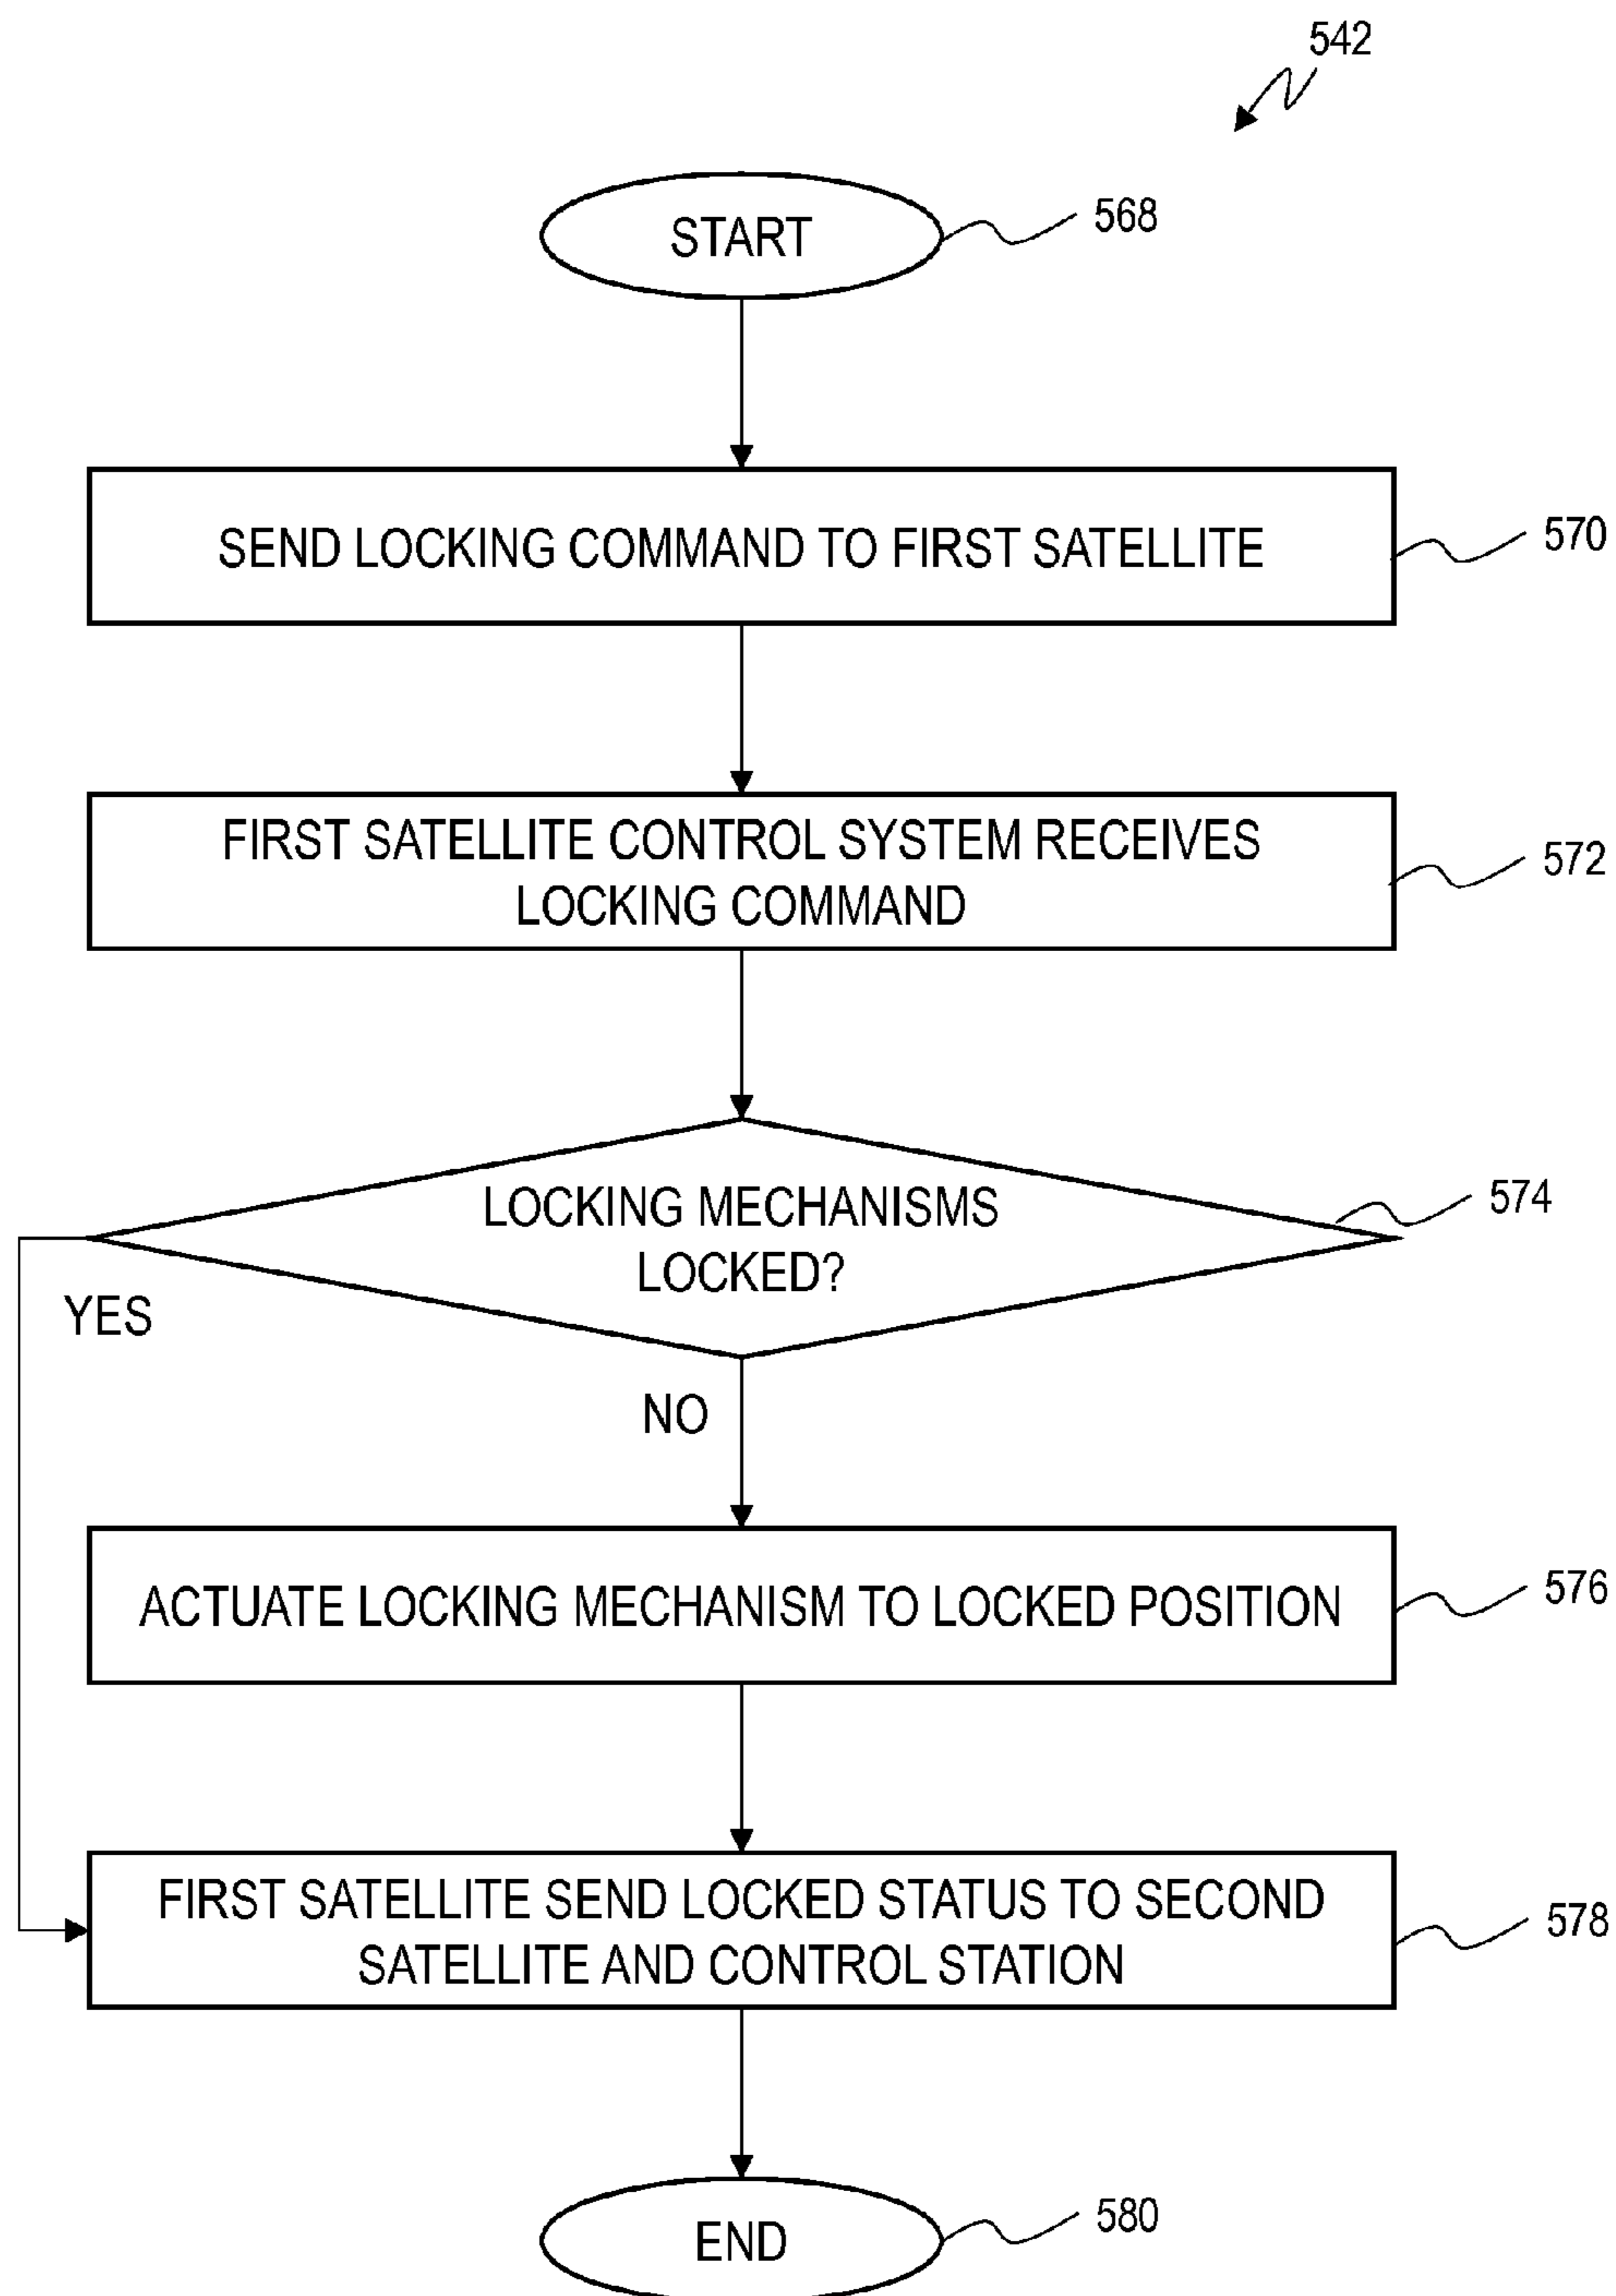 542
START
568
SEND LOCKING COMMAND TO FIRST SATELLITE
570
FIRST SATELLITE CONTROL SYSTEM RECEIVES
LOCKING COMMAND
572
LOCKING MECHANISMS
LOCKED?
574
YES
NO
ACTUATE LOCKING MECHANISM TO LOCKED POSITION
576
FIRST SATELLITE SEND LOCKED STATUS TO SECOND
SATELLITE AND CONTROL STATION
578
END
580